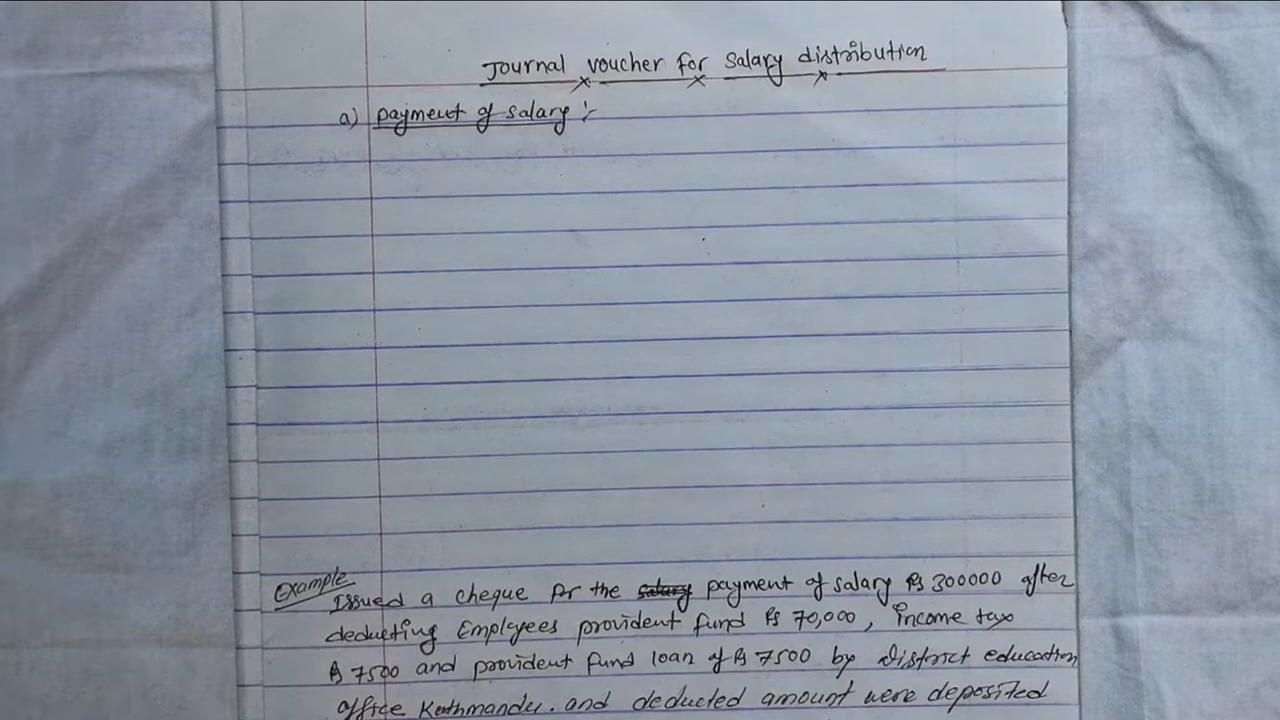 Journal voucher for salary distribution
a) payment of salary :-
Example
Issued a cheque for the salary payment of salary Rs 300000 after
deducting Emplyees provident fund Rs 70,000, income tax
Rs 7500 and provident fund loan of Rs 7500 by district education
office Kathmandu. and deducted amount were deposited